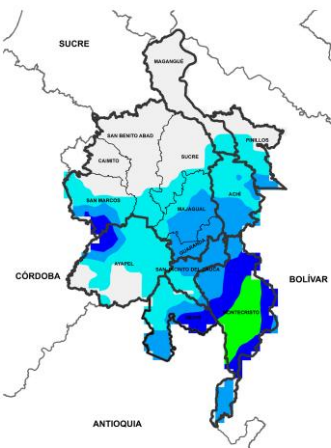 SUCRE
MAGANGUÉ
SAN BENITO ABAD
PINILLOS
CAIMITO
SUCRE
ACHÍ
SAN MARCOS
MAJAGUAL
GUARANDA
CÓRDOBA
AYAPEL
SAN JACINTO DEL CAUCA
BOLÍVAR
MONTECRISTO
ANTIOQUIA